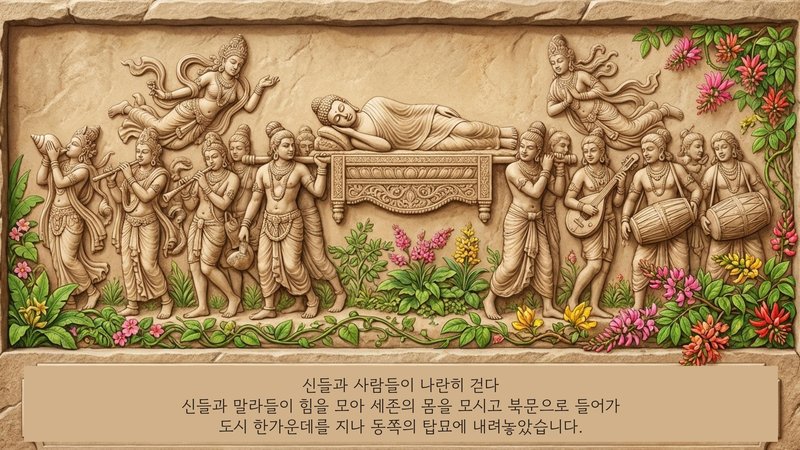 신들과 사람들이 나란히 걷다
신들과 말라들이 힘을 모아 세존의 몸을 모시고 북문으로 들어가
도시 한가운데를 지나 동쪽의 탑묘에 내려놓았습니다.